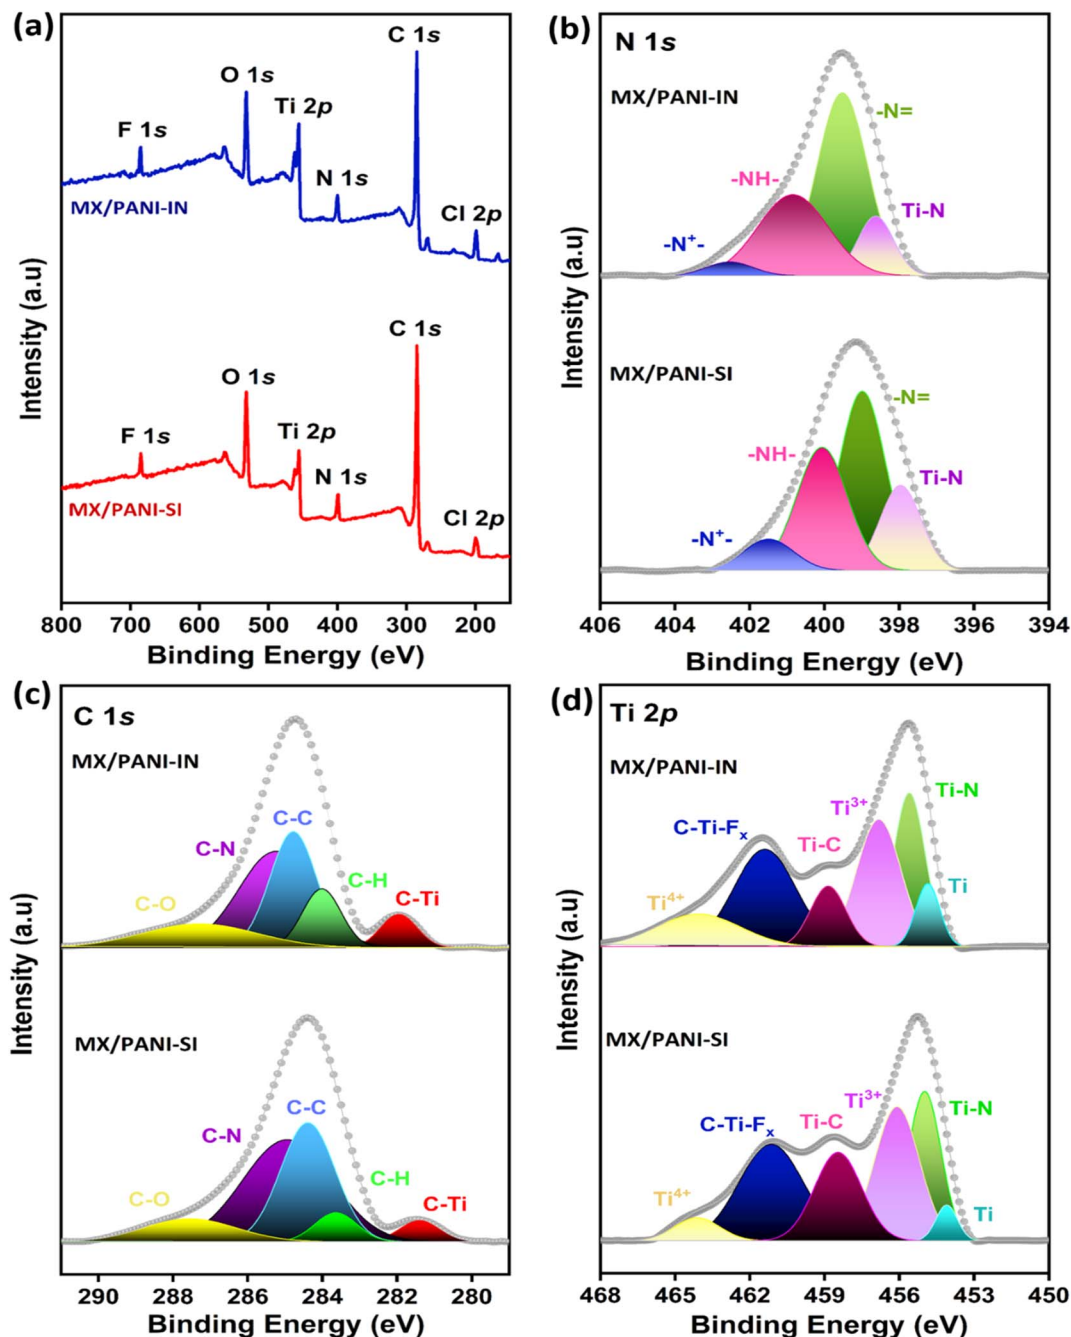 (a)
C 1s
O 1s
Ti 2p
F 1s
N 1s
MX/PANI-IN
Cl 2p
C 1s
O 1s
Ti 2p
F 1s
N 1s
MX/PANI-SI
Cl 2p
Intensity (a.u)
800 700 600 500 400 300 200
Binding Energy (eV)
(b)
N 1s
MX/PANI-IN
-N=
-NH-
Ti-N
-N⁺-
MX/PANI-SI
-N=
-NH-
Ti-N
-N⁺-
Intensity (a.u)
406 404 402 400 398 396 394
Binding Energy (eV)
(c)
C 1s
MX/PANI-IN
C-C
C-N
C-H
C-Ti
C-O
MX/PANI-SI
C-C
C-N
C-H
C-O
C-Ti
Intensity (a.u)
290 288 286 284 282 280
Binding Energy (eV)
(d)
Ti 2p
MX/PANI-IN
Ti-N
Ti³⁺
C-Ti-Fₓ
Ti-C
Ti⁴⁺
Ti
MX/PANI-SI
Ti³⁺
Ti-N
C-Ti-Fₓ
Ti-C
Ti⁴⁺
Ti
Intensity (a.u)
468 465 462 459 456 453 450
Binding Energy (eV)